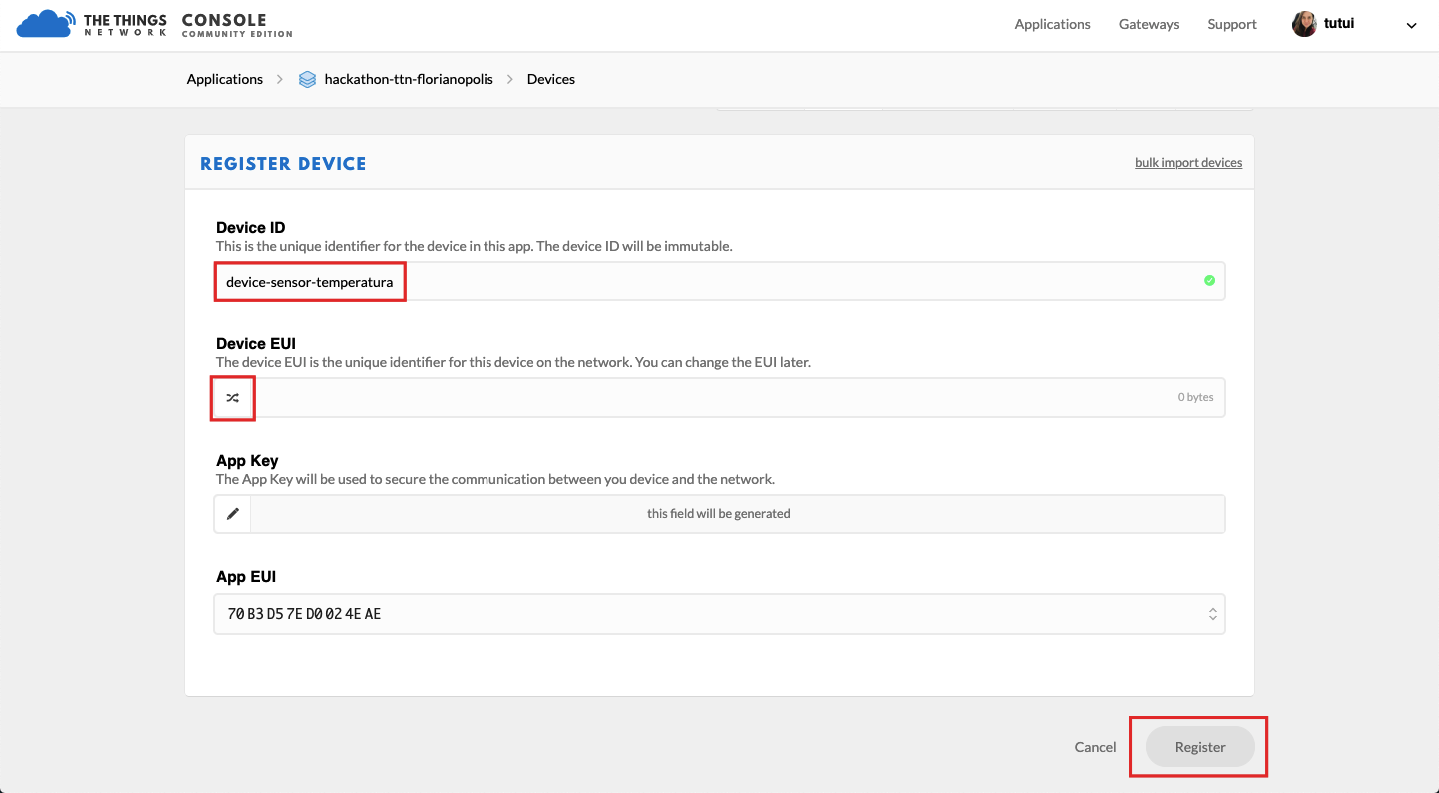 THE THINGS NETWORK CONSOLE COMMUNITY EDITION
Applications Gateways Support tutui
Applications > hackathon-ttn-florianopolis > Devices
REGISTER DEVICE bulk import devices
Device ID
This is the unique identifier for the device in this app. The device ID will be immutable.
device-sensor-temperatura
Device EUI
The device EUI is the unique identifier for this device on the network. You can change the EUI later.
0 bytes
App Key
The App Key will be used to secure the communication between you device and the network.
this field will be generated
App EUI
70 B3 D5 7E D0 02 4E AE
Cancel Register